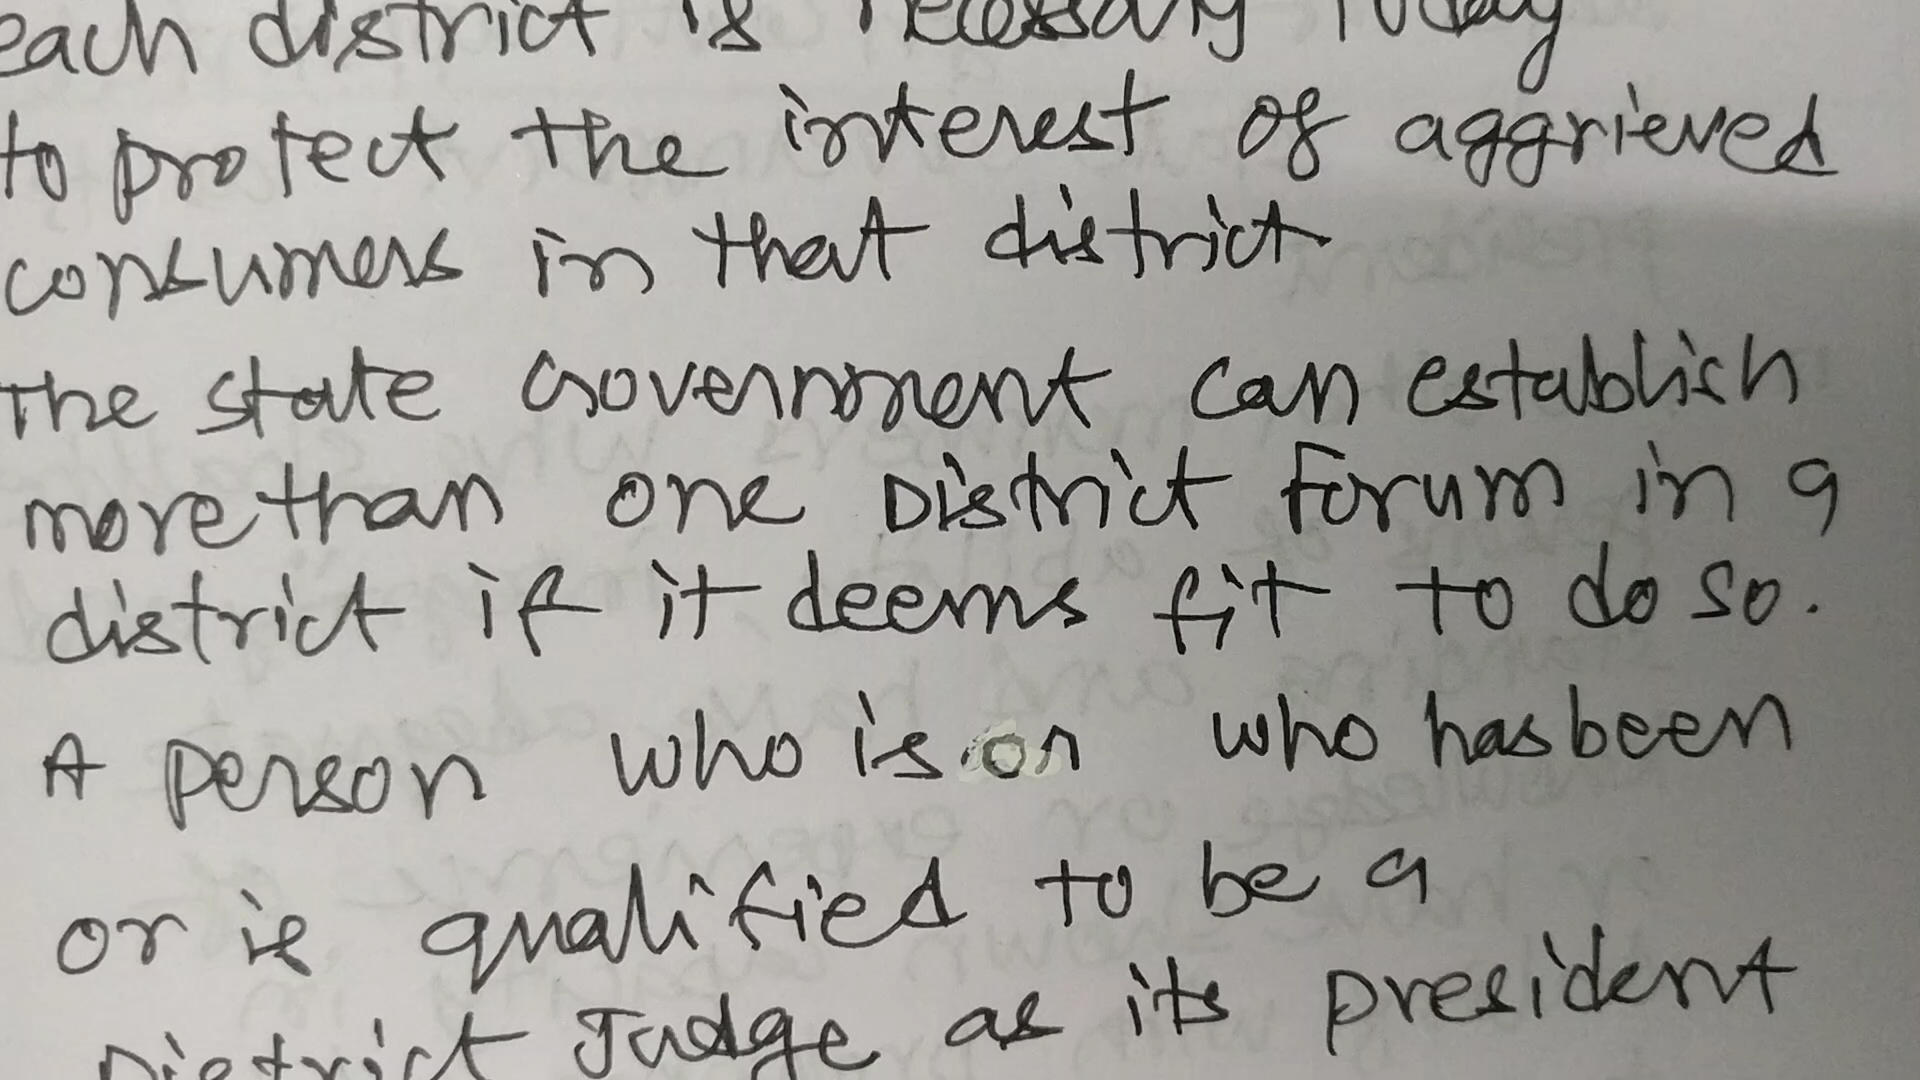 each district is necessary today
to protect the interest of aggrieved
consumers in that district
The state Government can establish
more than one District Forum in a
district if it deems fit to do so.
A person who is or who has been
or is qualified to be a
District Judge as its president